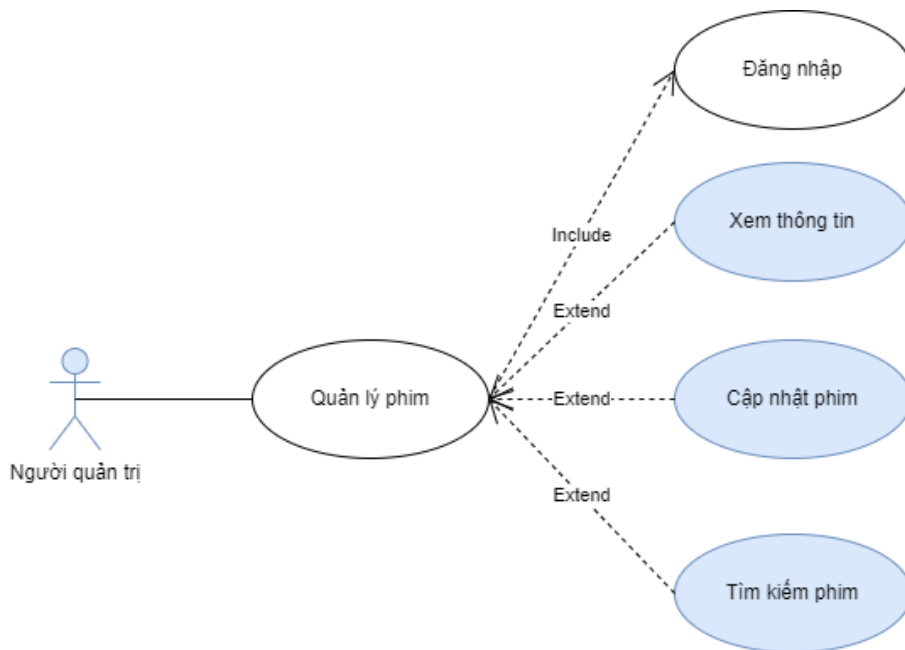 Đăng nhập
Xem thông tin
Include
Extend
Quản lý phim
Extend
Cập nhật phim
Người quản trị
Extend
Tìm kiếm phim